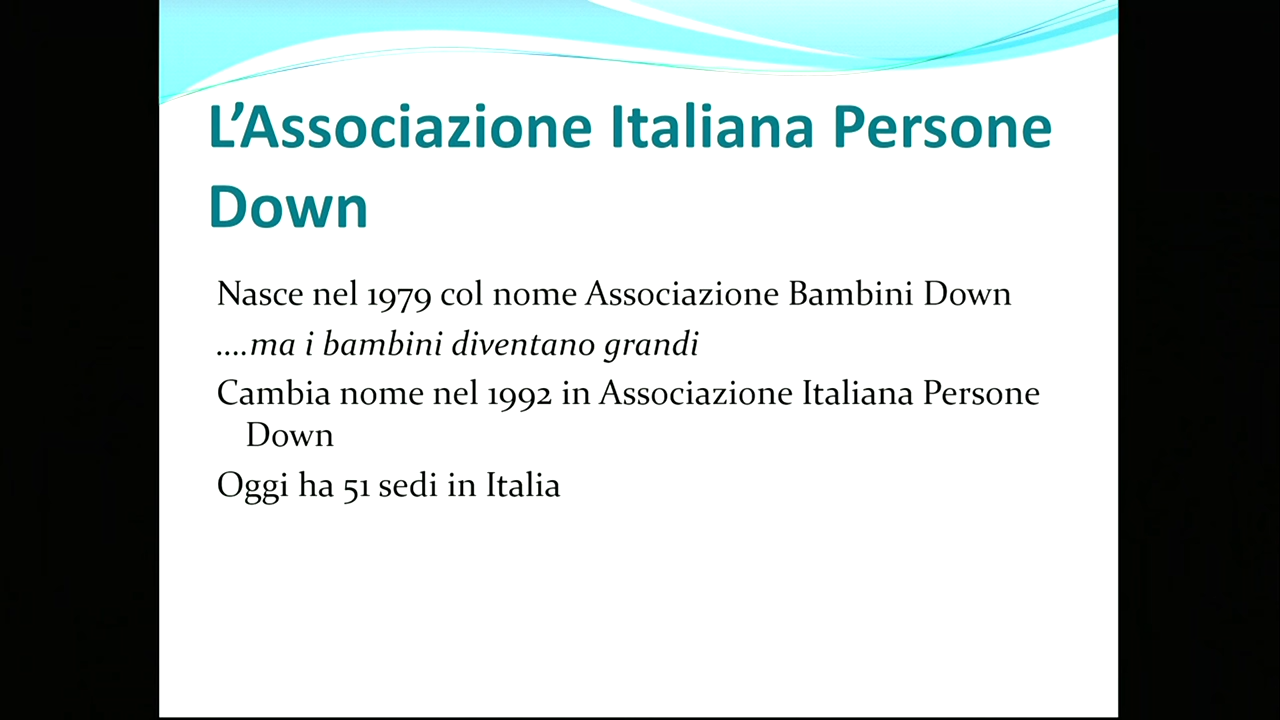 L’Associazione Italiana Persone
Down
Nasce nel 1979 col nome Associazione Bambini Down
....ma i bambini diventano grandi
Cambia nome nel 1992 in Associazione Italiana Persone
Down
Oggi ha 51 sedi in Italia